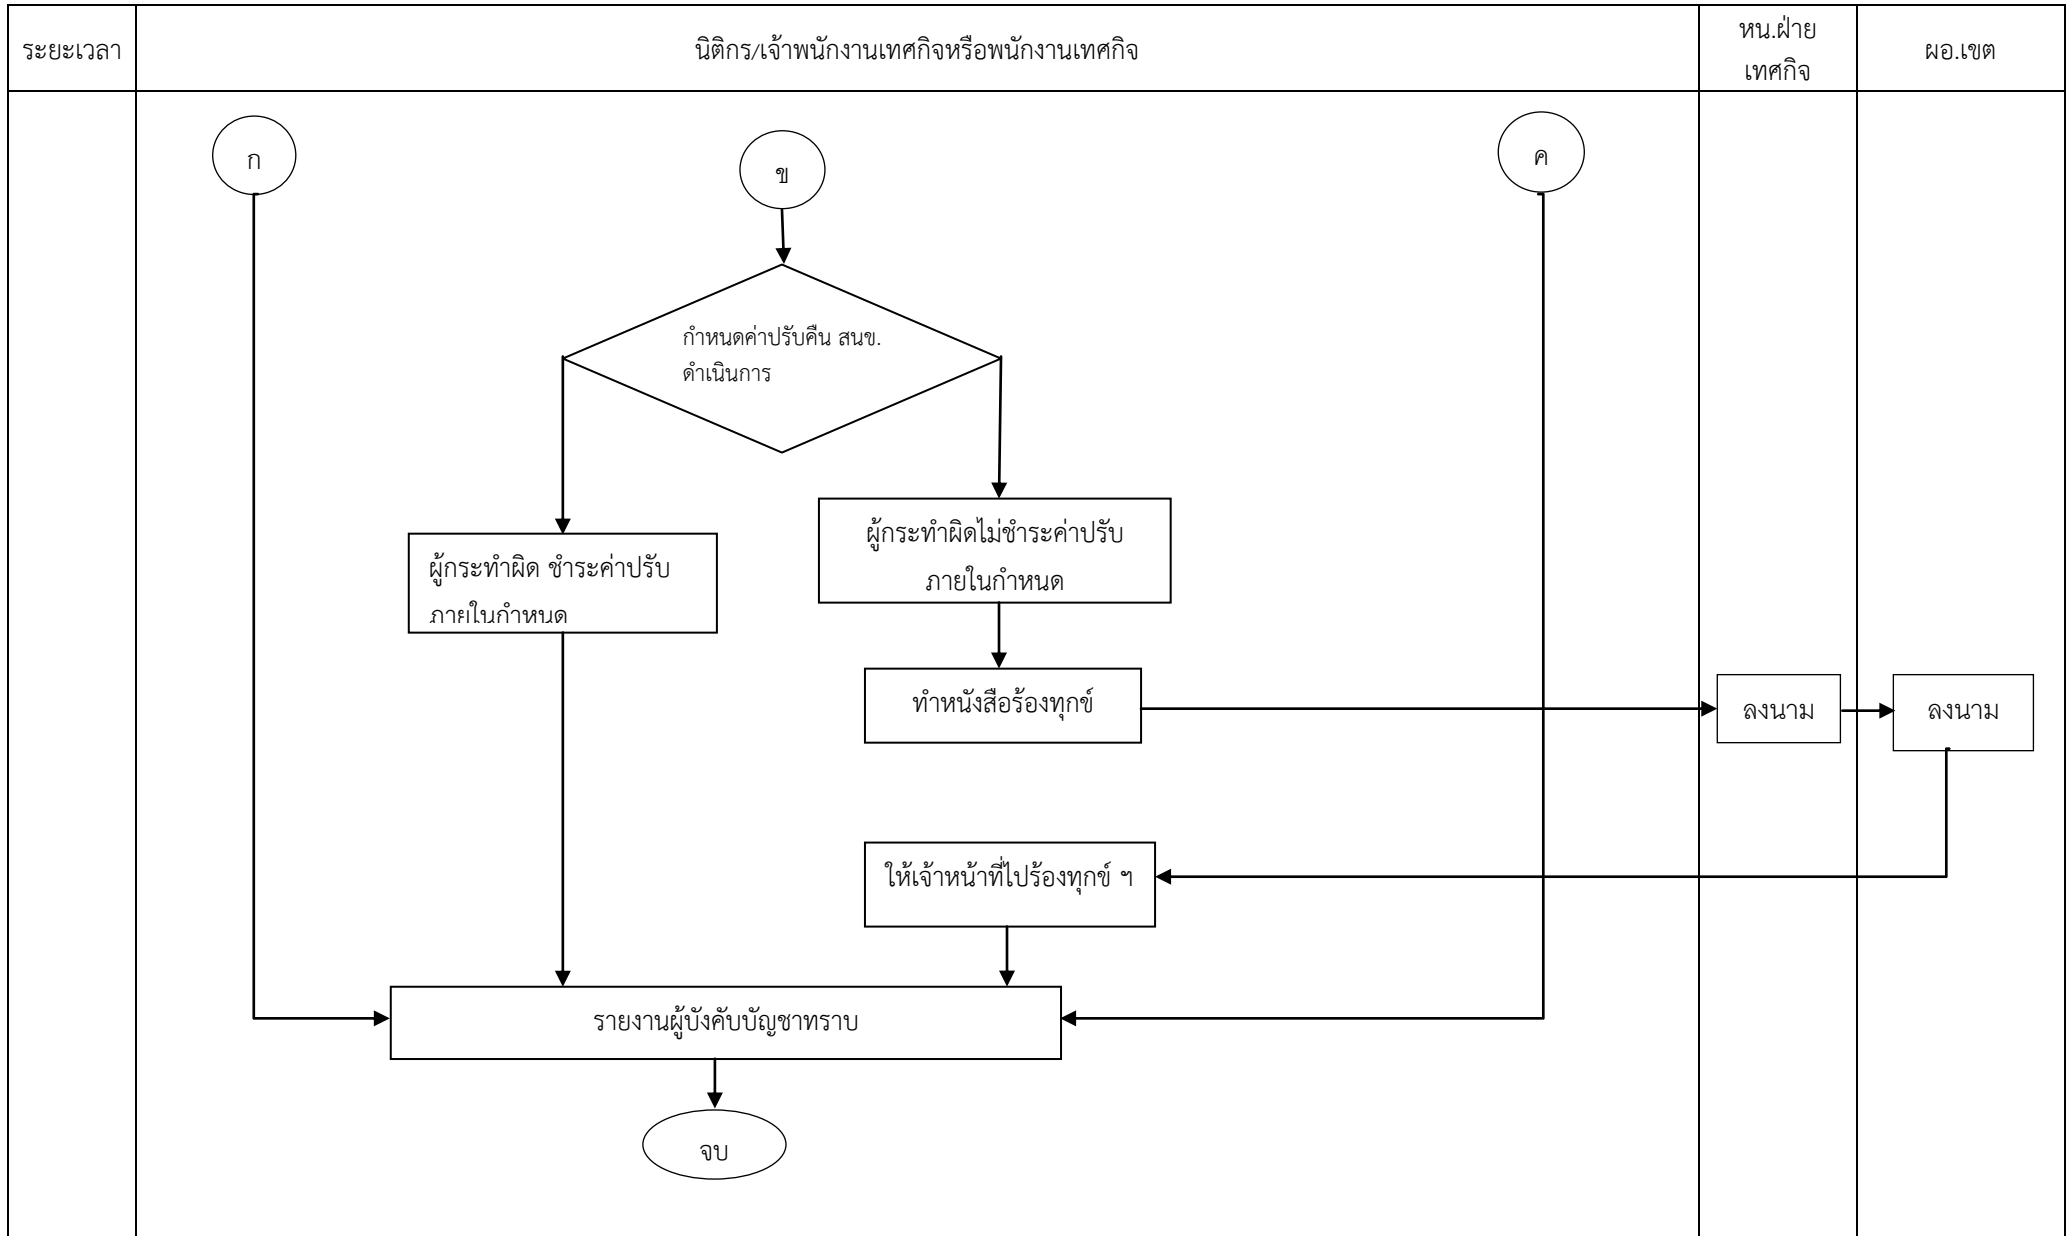 ระยะเวลา
นิติกร/เจ้าพนักงานเทศกิจหรือพนักงานเทศกิจ
หน.ฝ่าย
เทศกิจ
ผอ.เขต
ก
ข
ค
กำหนดค่าปรับคืน สนข.
ดำเนินการ
ผู้กระทำผิด ชำระค่าปรับ
ภายในกำหนด
ผู้กระทำผิดไม่ชำระค่าปรับ
ภายในกำหนด
ทำหนังสือร้องทุกข์
ลงนาม
ลงนาม
ให้เจ้าหน้าที่ไปร้องทุกข์ ฯ
รายงานผู้บังคับบัญชาทราบ
จบ